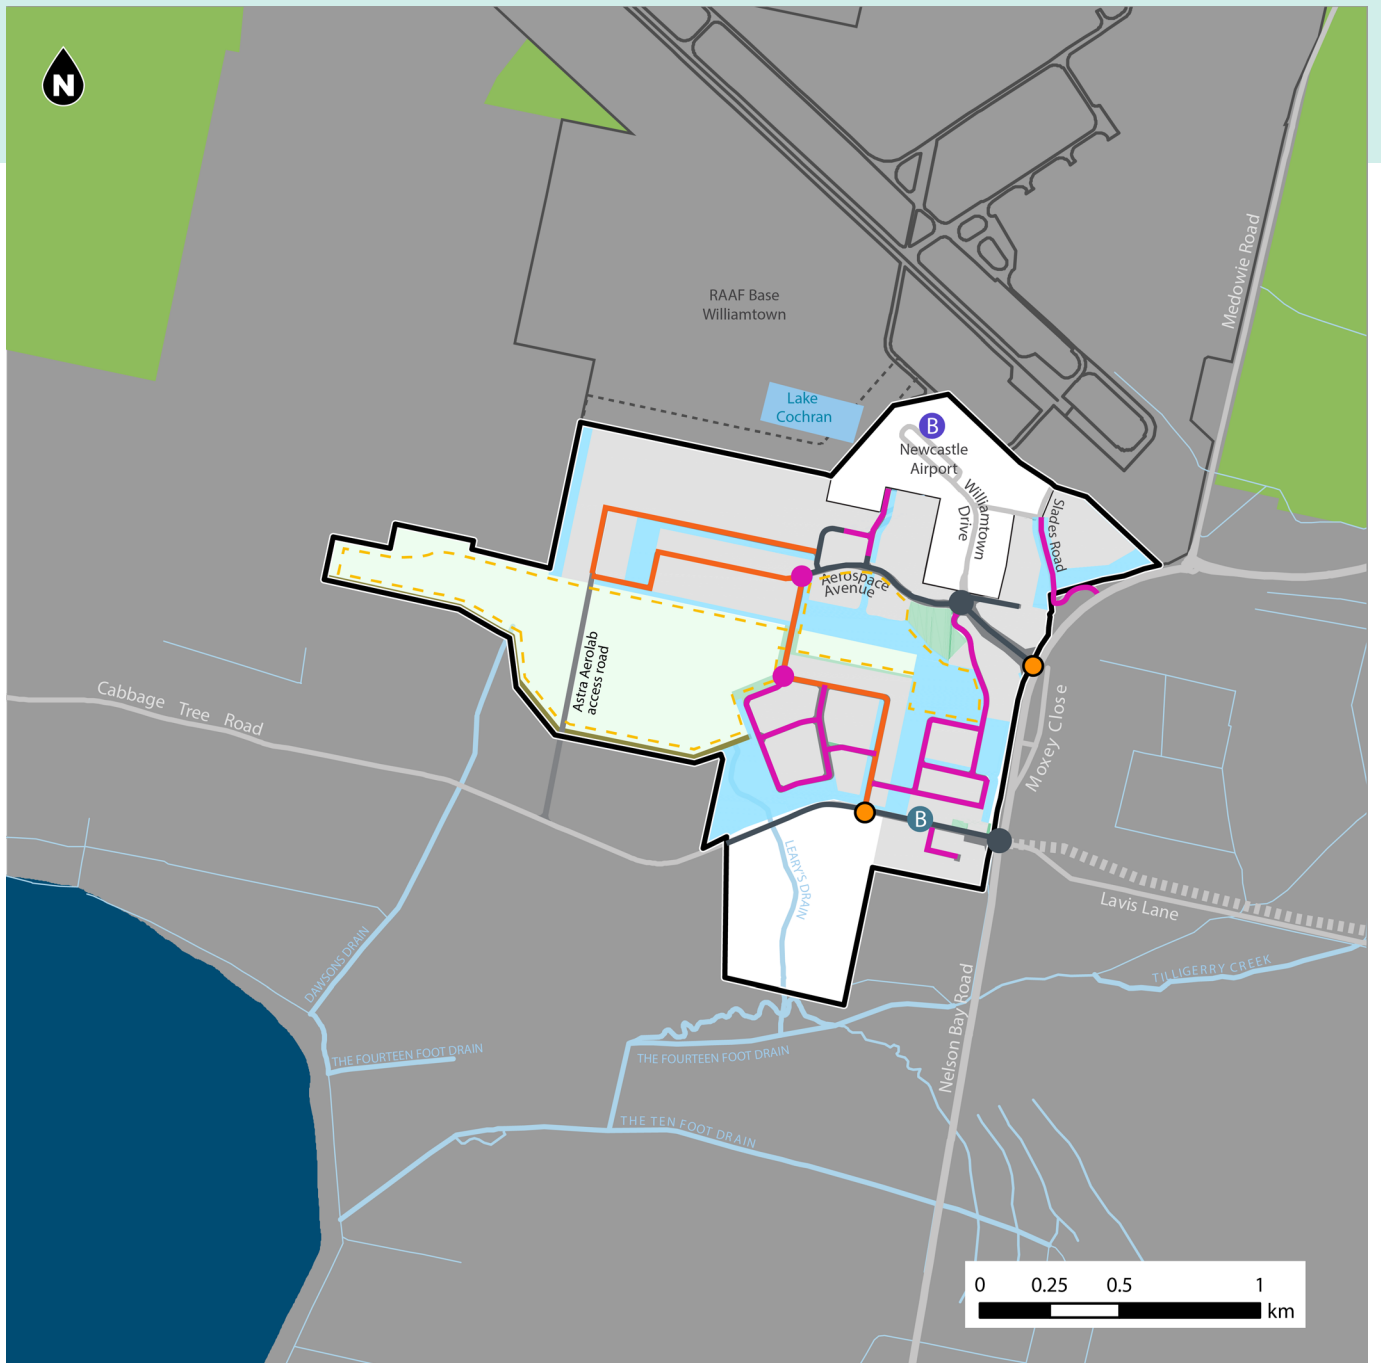 N
Medowie Road
RAAF Base
Williamtown
Lake
Cochran
B
Newcastle
Airport
Williamtown
Drive
Slades Road
Aerospace
Avenue
Astra Aerolab
access road
Cabbage Tree Road
Moxey Close
B
LEARY'S DRAIN
Lavis Lane
DAWSONS DRAIN
TILLIGERRY CREEK
Nelson Bay Road
THE FOURTEEN FOOT DRAIN
THE FOURTEEN FOOT DRAIN
THE TEN FOOT DRAIN
0 0.25 0.5 1
km